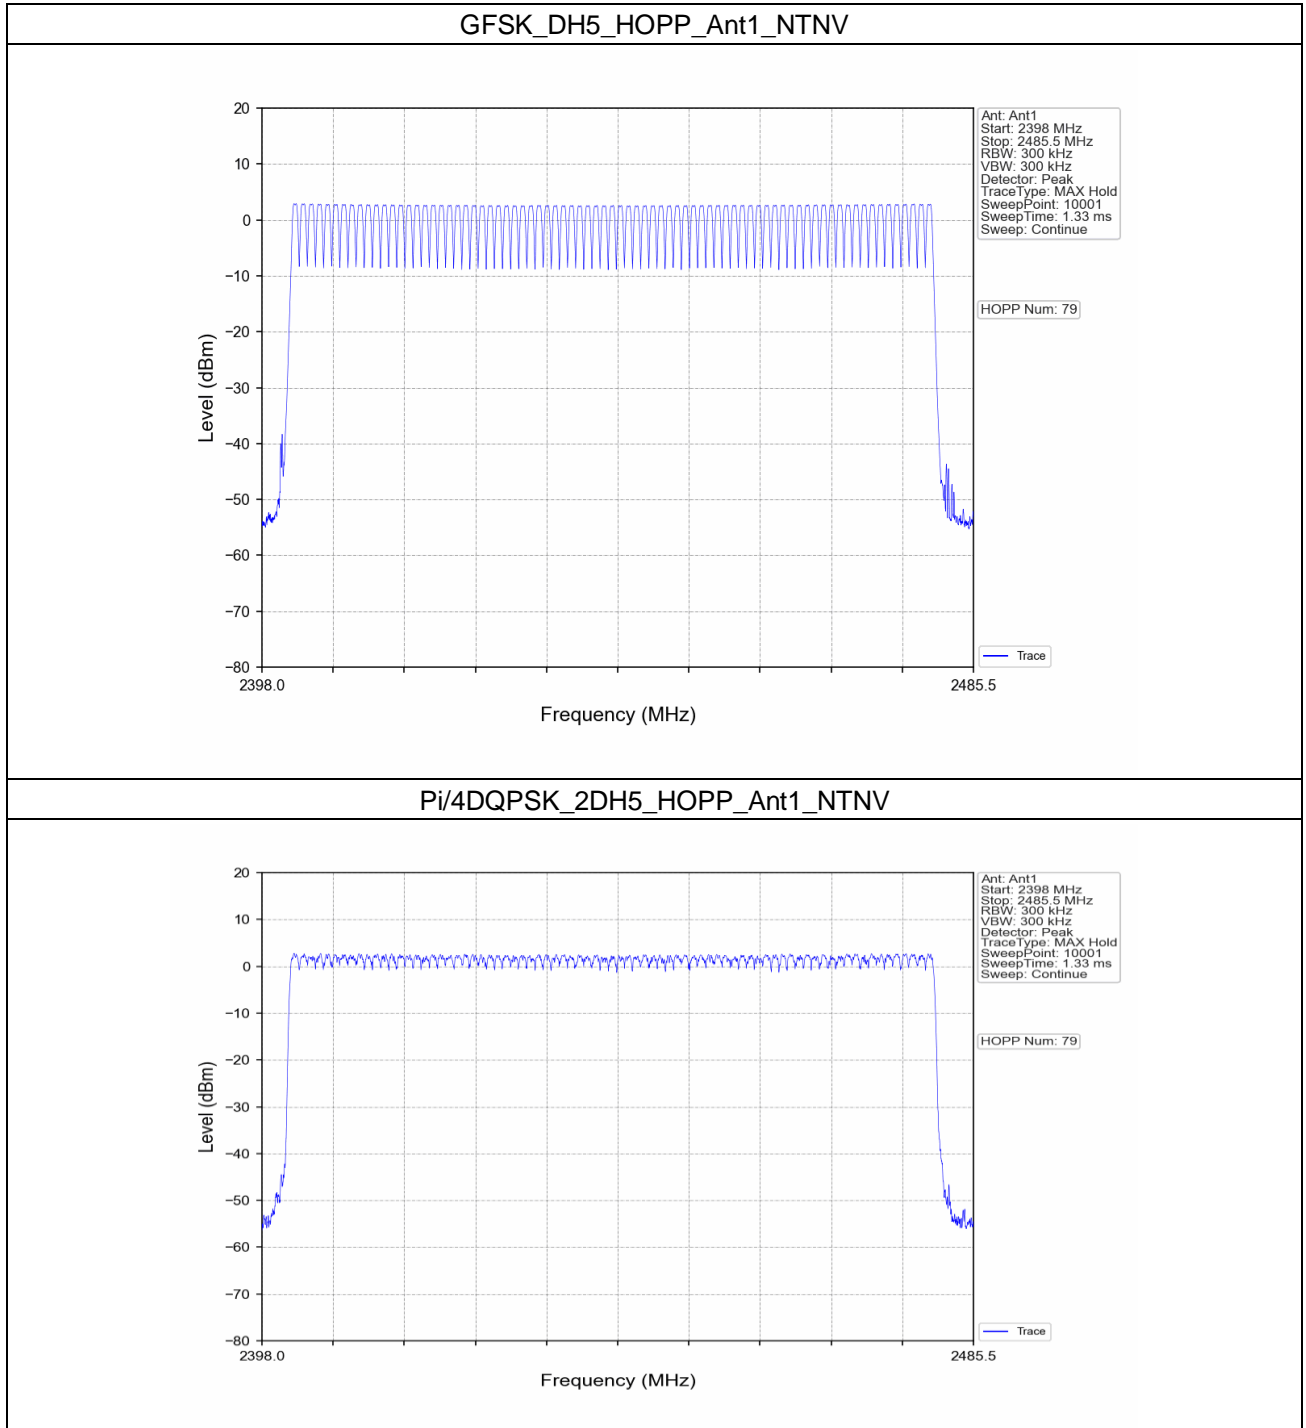 GFSK_DH5_HOPP_Ant1_NTNV
20
10
0
−10
−20
−30
−40
−50
−60
−70
−80
Level (dBm)
2398.0
2485.5
Frequency (MHz)
Ant: Ant1
Start: 2398 MHz
Stop: 2485.5 MHz
RBW: 300 kHz
VBW: 300 kHz
Detector: Peak
TraceType: MAX Hold
SweepPoint: 10001
SweepTime: 1.33 ms
Sweep: Continue
HOPP Num: 79
Trace
Pi/4DQPSK_2DH5_HOPP_Ant1_NTNV
20
10
0
−10
−20
−30
−40
−50
−60
−70
−80
Level (dBm)
2398.0
2485.5
Frequency (MHz)
Ant: Ant1
Start: 2398 MHz
Stop: 2485.5 MHz
RBW: 300 kHz
VBW: 300 kHz
Detector: Peak
TraceType: MAX Hold
SweepPoint: 10001
SweepTime: 1.33 ms
Sweep: Continue
HOPP Num: 79
Trace